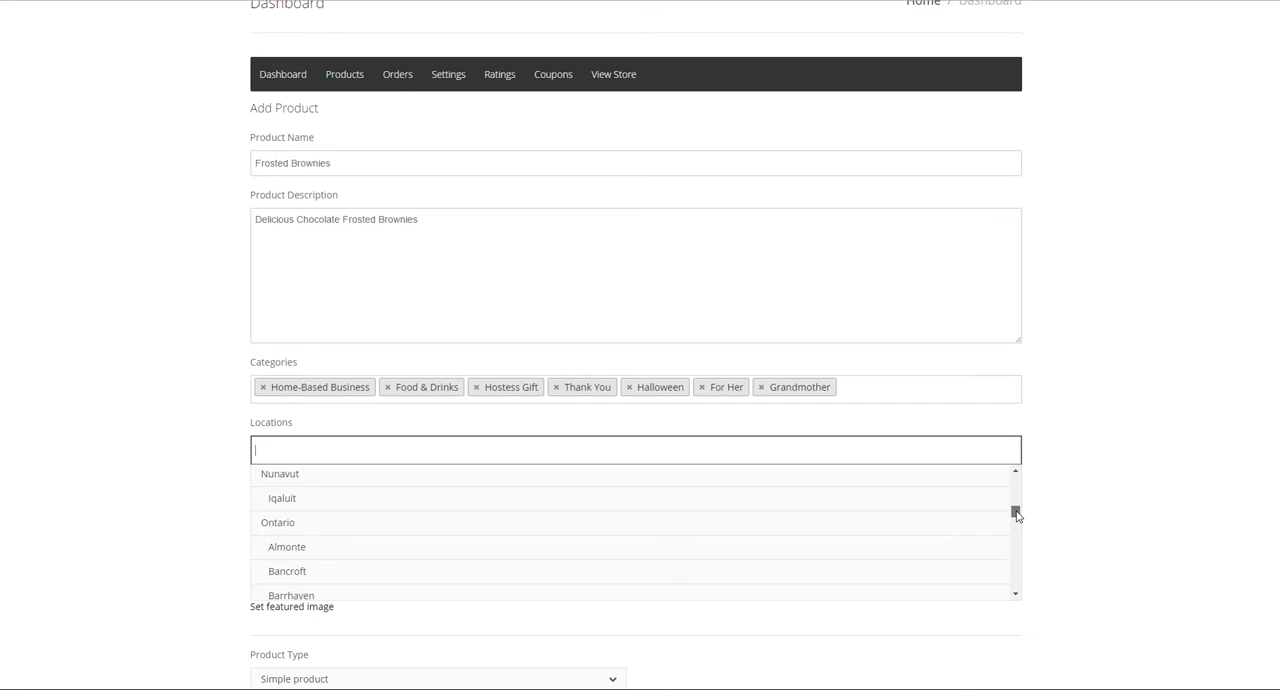 Dashboard
Home / Dashboard
Dashboard Products Orders Settings Ratings Coupons View Store
Add Product
Product Name
Frosted Brownies
Product Description
Delicious Chocolate Frosted Brownies
Categories
× Home-Based Business × Food & Drinks × Hostess Gift × Thank You × Halloween × For Her × Grandmother
Locations
Nunavut
Iqaluit
Ontario
Almonte
Bancroft
Barrhaven
Set featured image
Product Type
Simple product